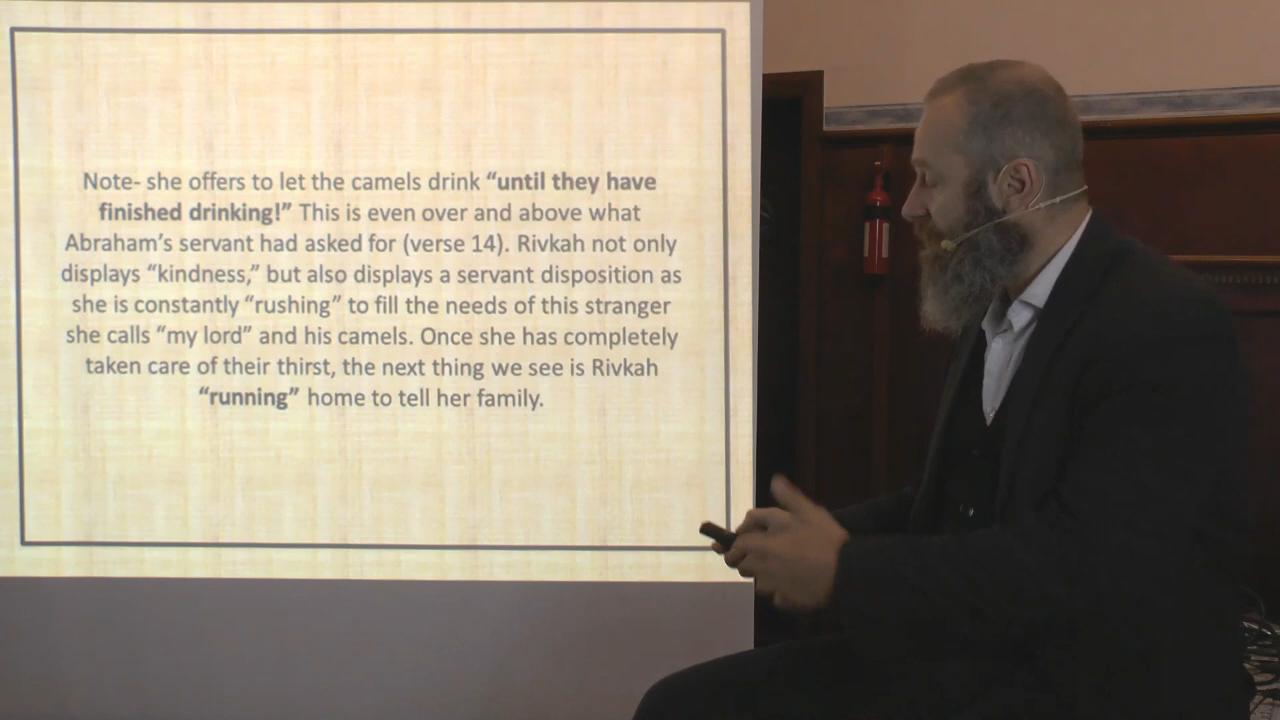 Note- she offers to let the camels drink “until they have
finished drinking!” This is even over and above what
Abraham’s servant had asked for (verse 14). Rivkah not only
displays “kindness,” but also displays a servant disposition as
she is constantly “rushing” to fill the needs of this stranger
she calls “my lord” and his camels. Once she has completely
taken care of their thirst, the next thing we see is Rivkah
“running” home to tell her family.